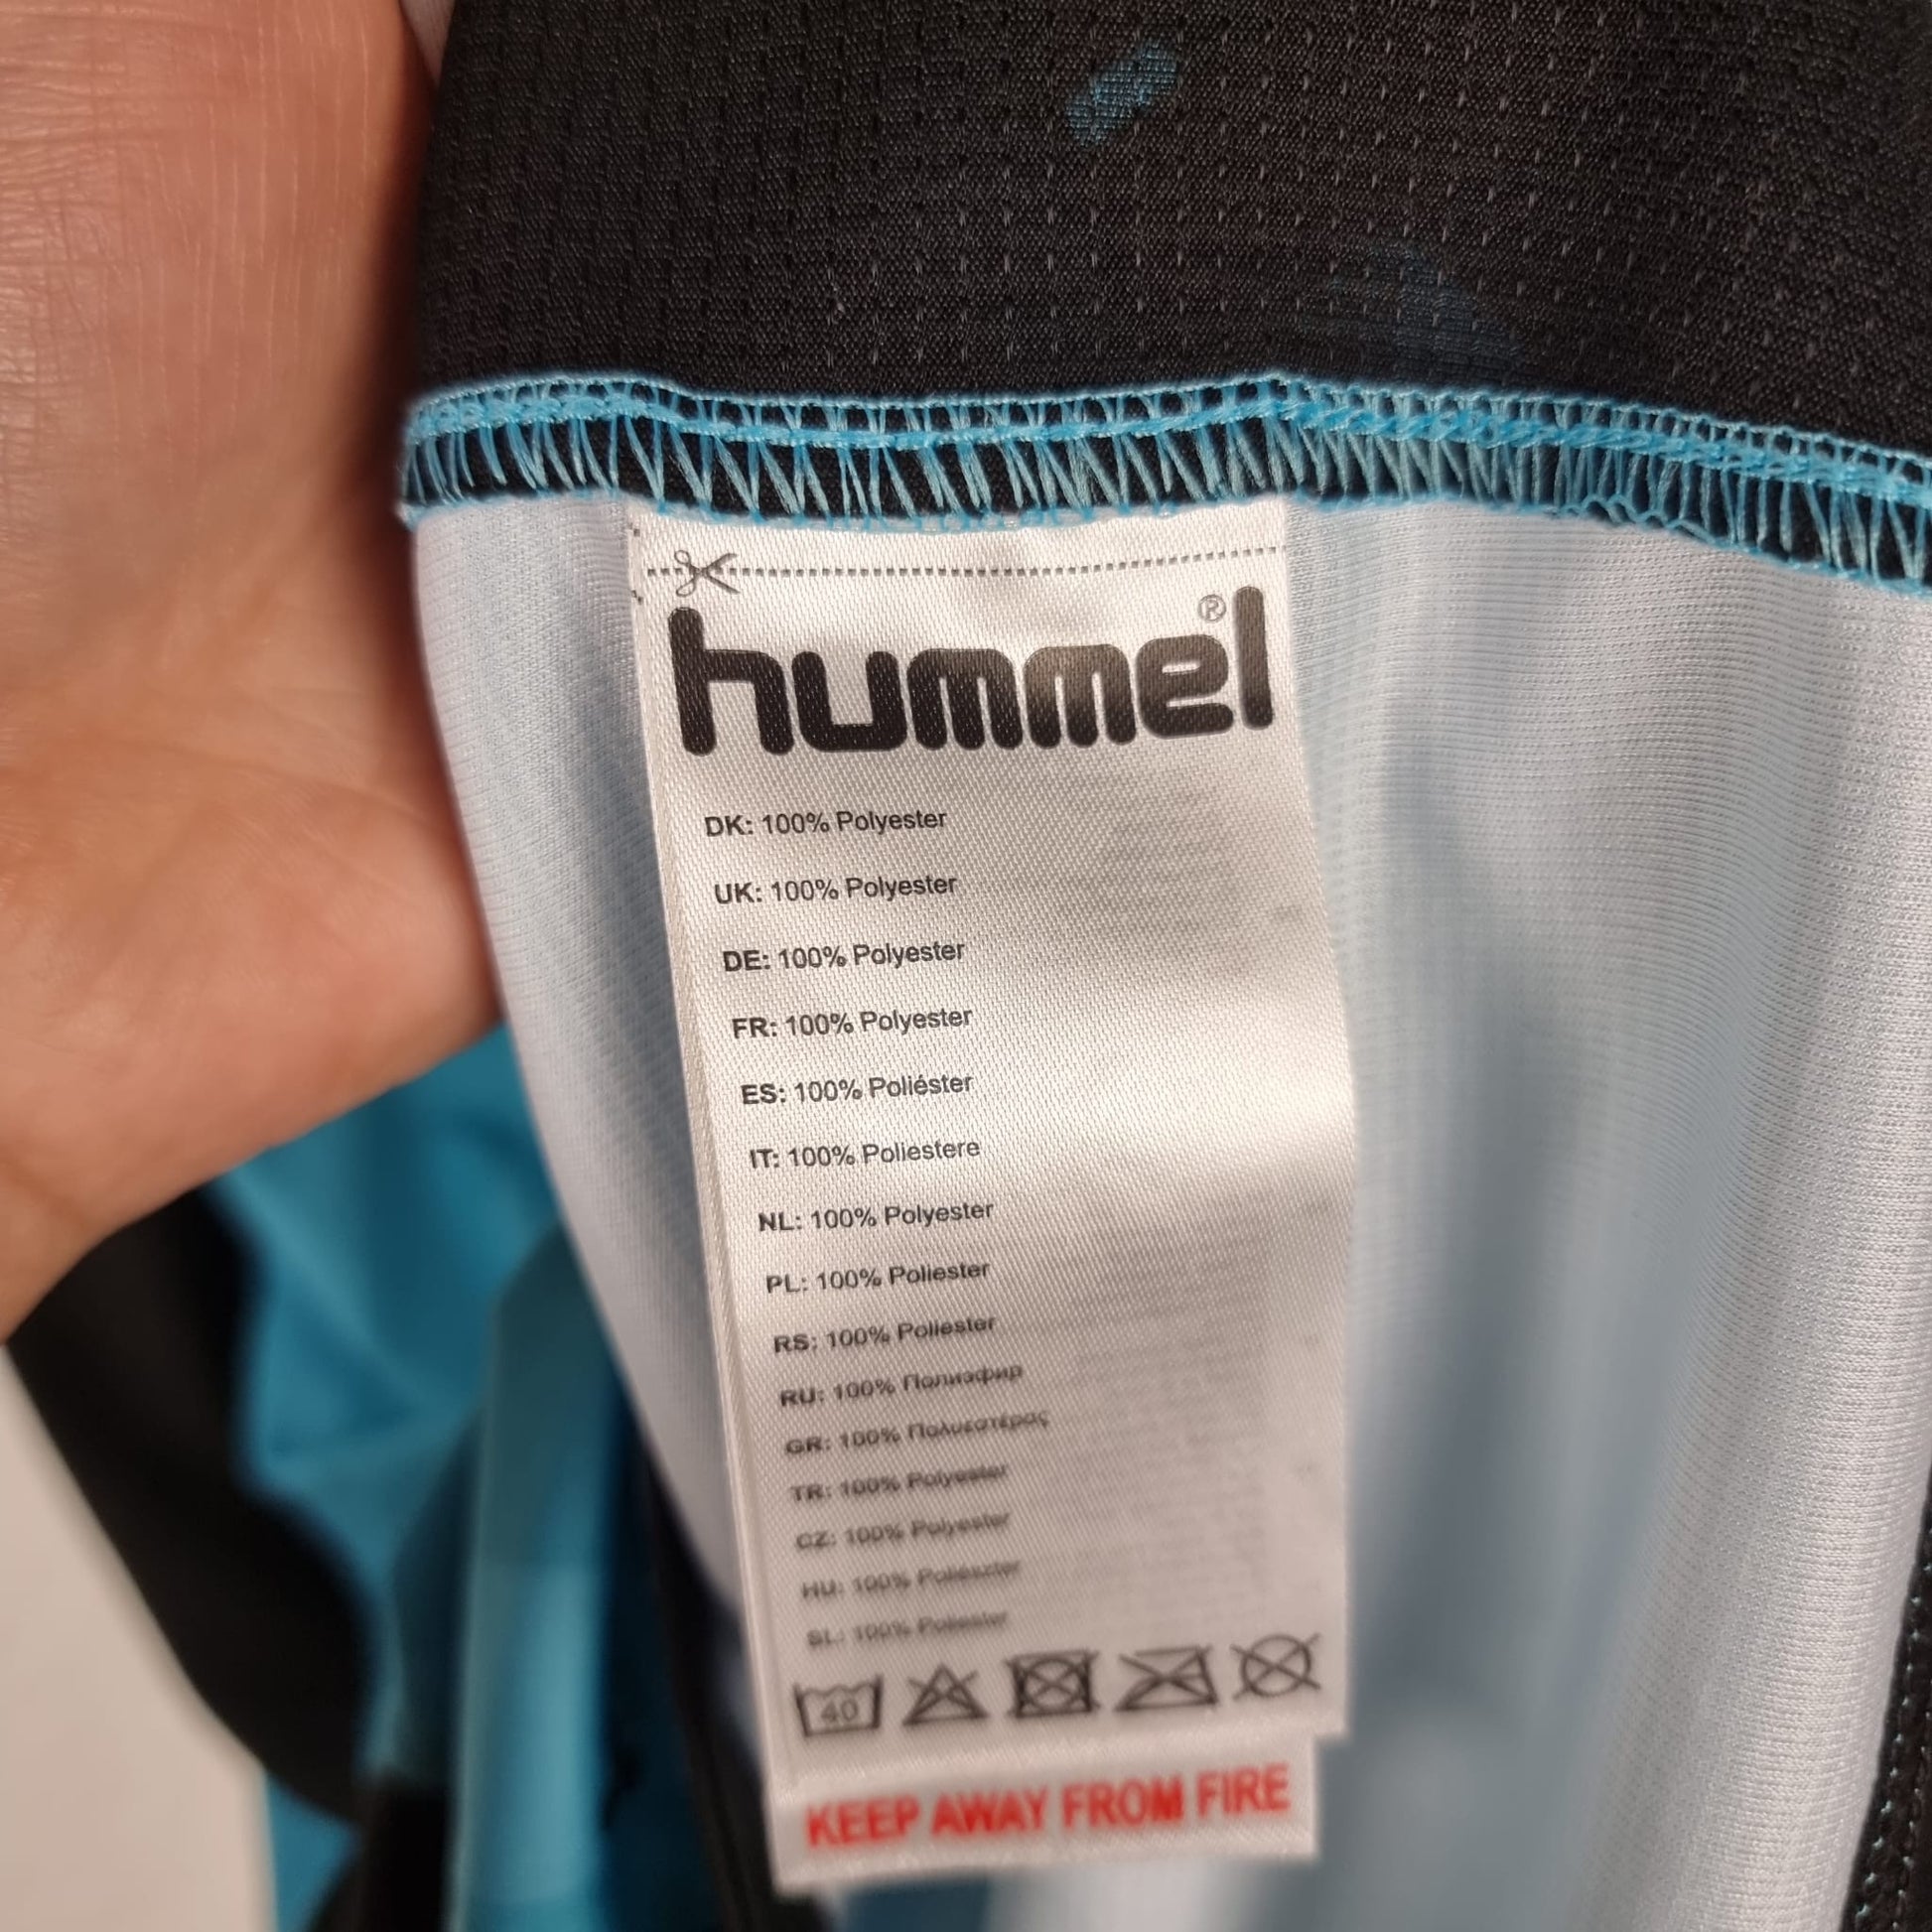 hummel®
DK: 100% Polyester
UK: 100% Polyester
DE: 100% Polyester
FR: 100% Polyester
ES: 100% Poliéster
IT: 100% Poliestere
NL: 100% Polyester
PL: 100% Poliester
RS: 100% Poliester
RU: 100% Полиэфир
GR: 100% Πολυεστέρας
TR: 100% Polyester
CZ: 100% Polyester
HU: 100% Poliészter
SL: 100% Poliester
40
KEEP AWAY FROM FIRE